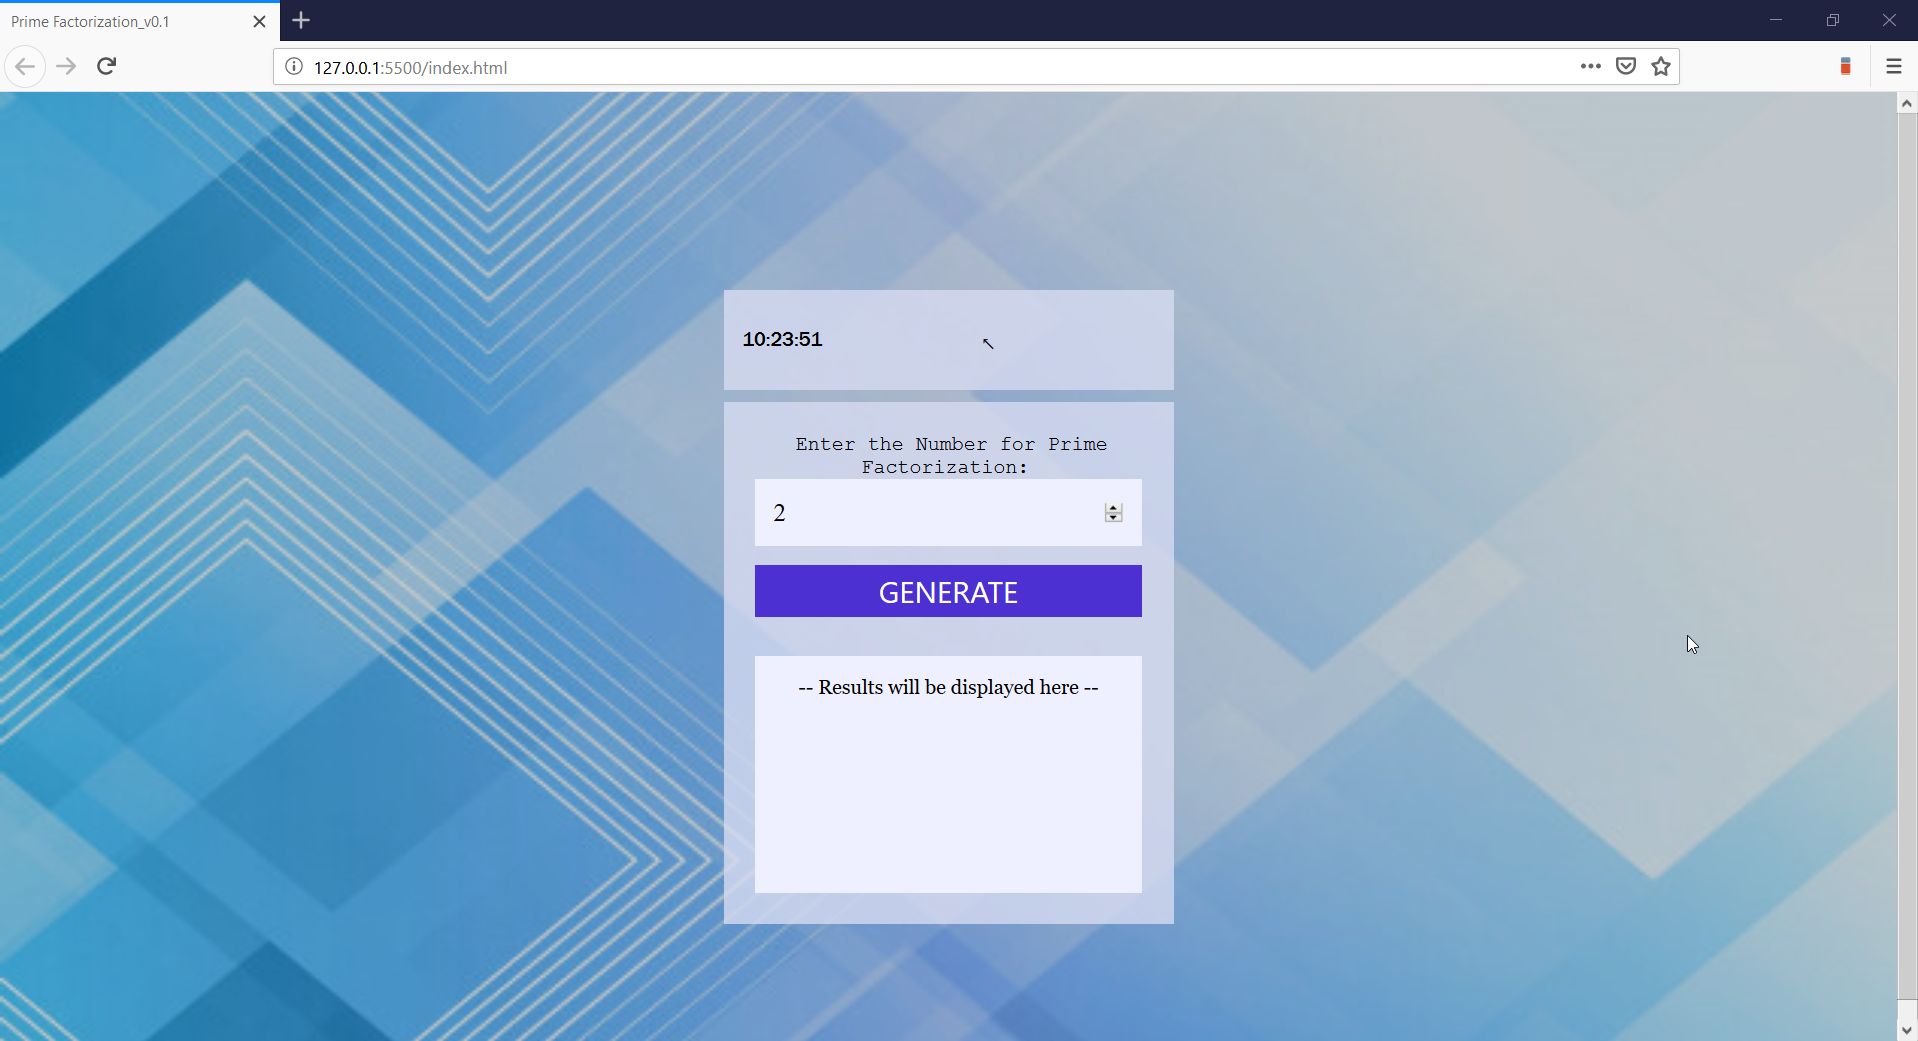 Prime Factorization_v0.1
127.0.0.1:5500/index.html
10:23:51
Enter the Number for Prime
Factorization:
2
GENERATE
-- Results will be displayed here --